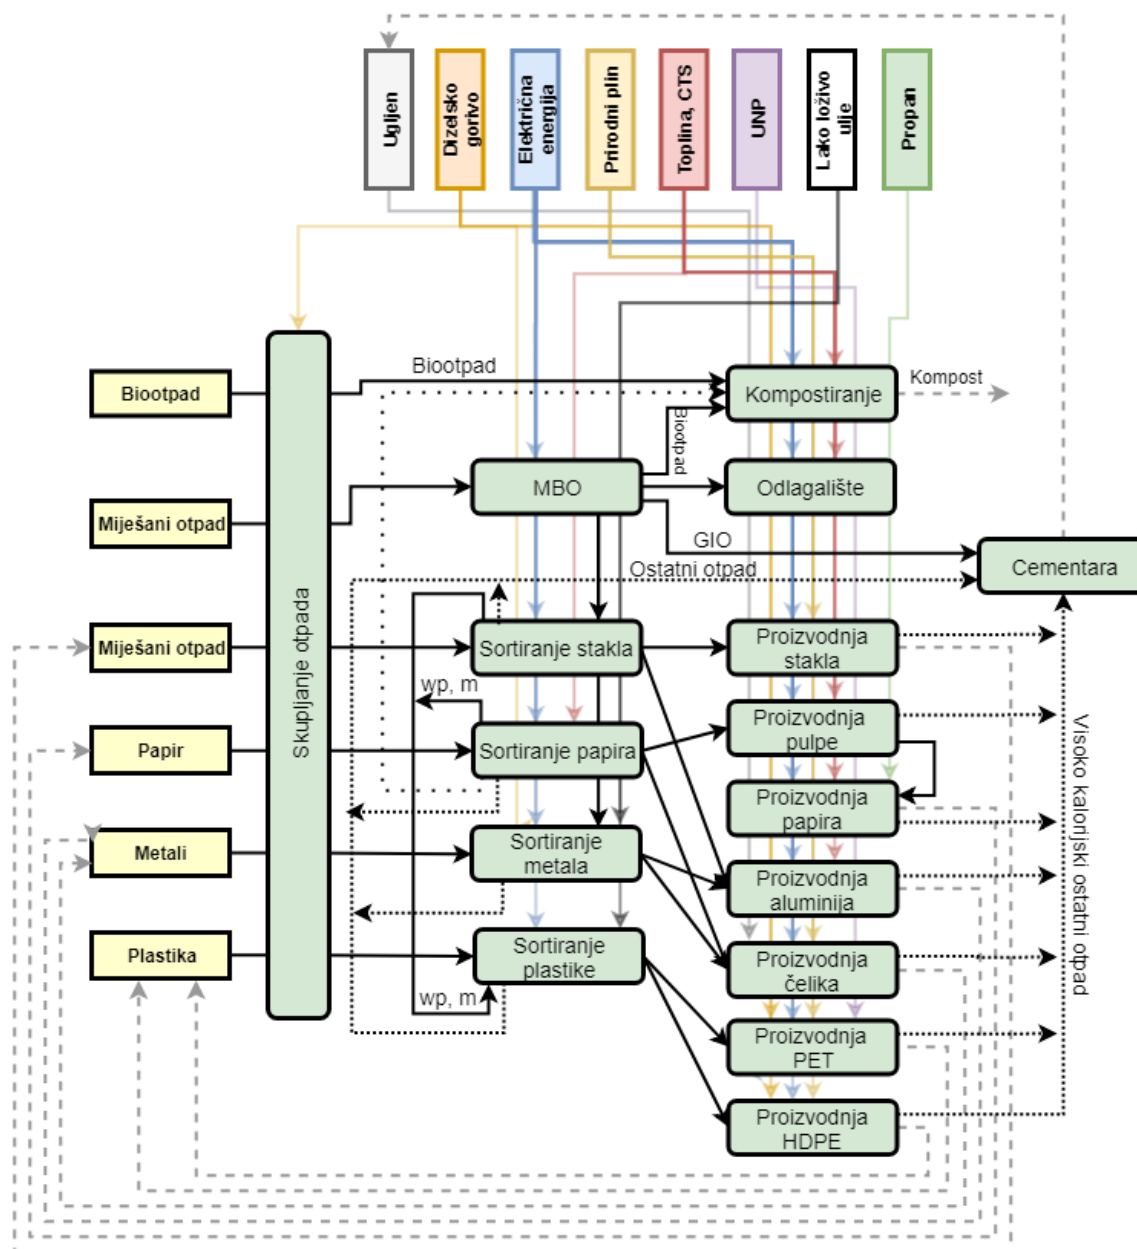 Ugljen
Dizelsko
gorivo
Električna
energija
Prirodni plin
Toplina, CTS
UNP
Lako loživo
ulje
Propan
Biootpad
Biootpad
Kompostiranje
Kompost
Biootpad
Miješani otpad
MBO
Odlagalište
GIO
Cementara
Ostatni otpad
Skupljanje otpada
Miješani otpad
Sortiranje stakla
Proizvodnja
stakla
wp, m
Papir
Sortiranje papira
Proizvodnja
pulpe
Visoko kalorijski ostatni otpad
Proizvodnja
papira
Metali
Sortiranje
metala
Proizvodnja
aluminija
Plastika
Sortiranje
plastike
Proizvodnja
čelika
wp, m
Proizvodnja
PET
Proizvodnja
HDPE